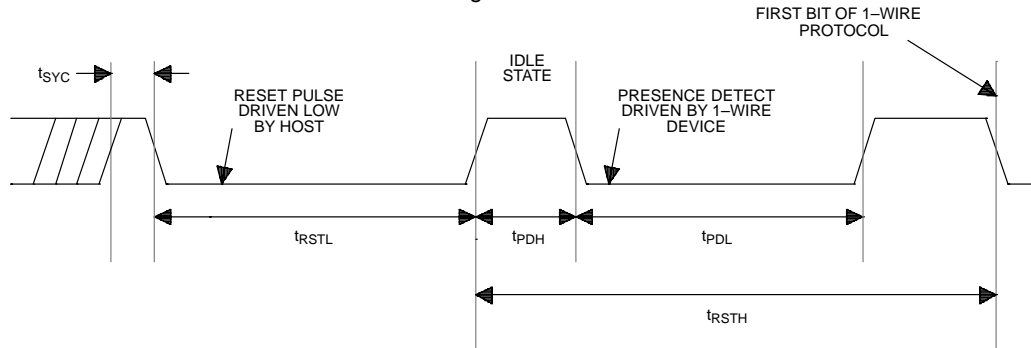 FIRST BIT OF 1–WIRE
PROTOCOL
IDLE
STATE
tSYC
RESET PULSE
DRIVEN LOW
BY HOST
PRESENCE DETECT
DRIVEN BY 1–WIRE
DEVICE
tRSTL
tPDH
tPDL
tRSTH